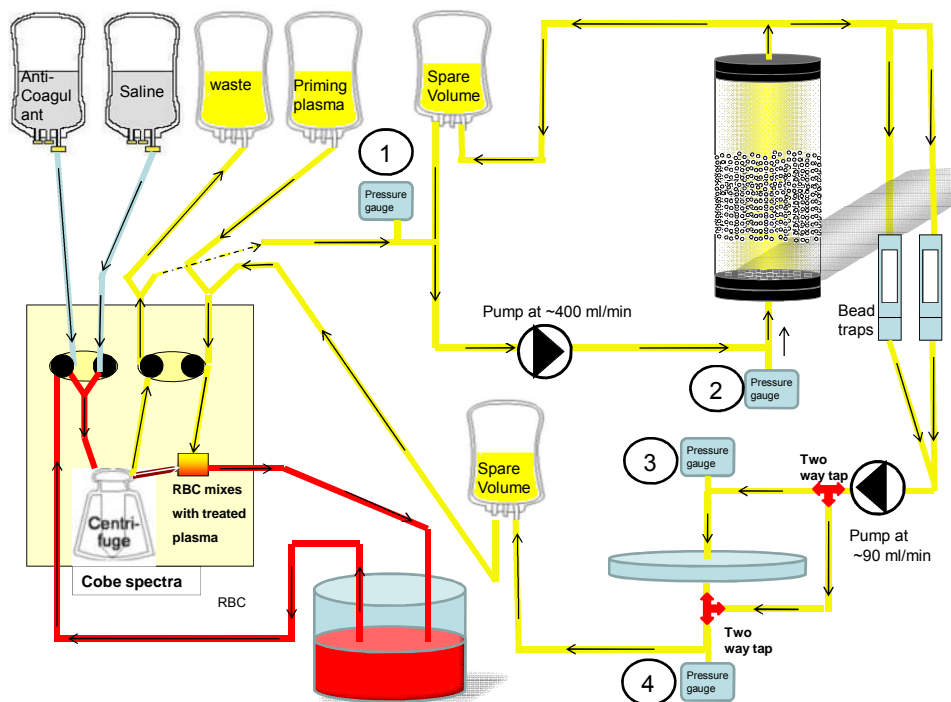 Anti-
Coagul
ant
Saline
waste
Priming
plasma
Spare
Volume
1
Pressure
gauge
Pump at ~400 ml/min
2
Pressure
gauge
Bead
traps
3
Pressure
gauge
Two
way tap
Pump at
~90 ml/min
Spare
Volume
RBC mixes
with treated
plasma
Centri-
fuge
Cobe spectra
RBC
Two
way tap
4
Pressure
gauge